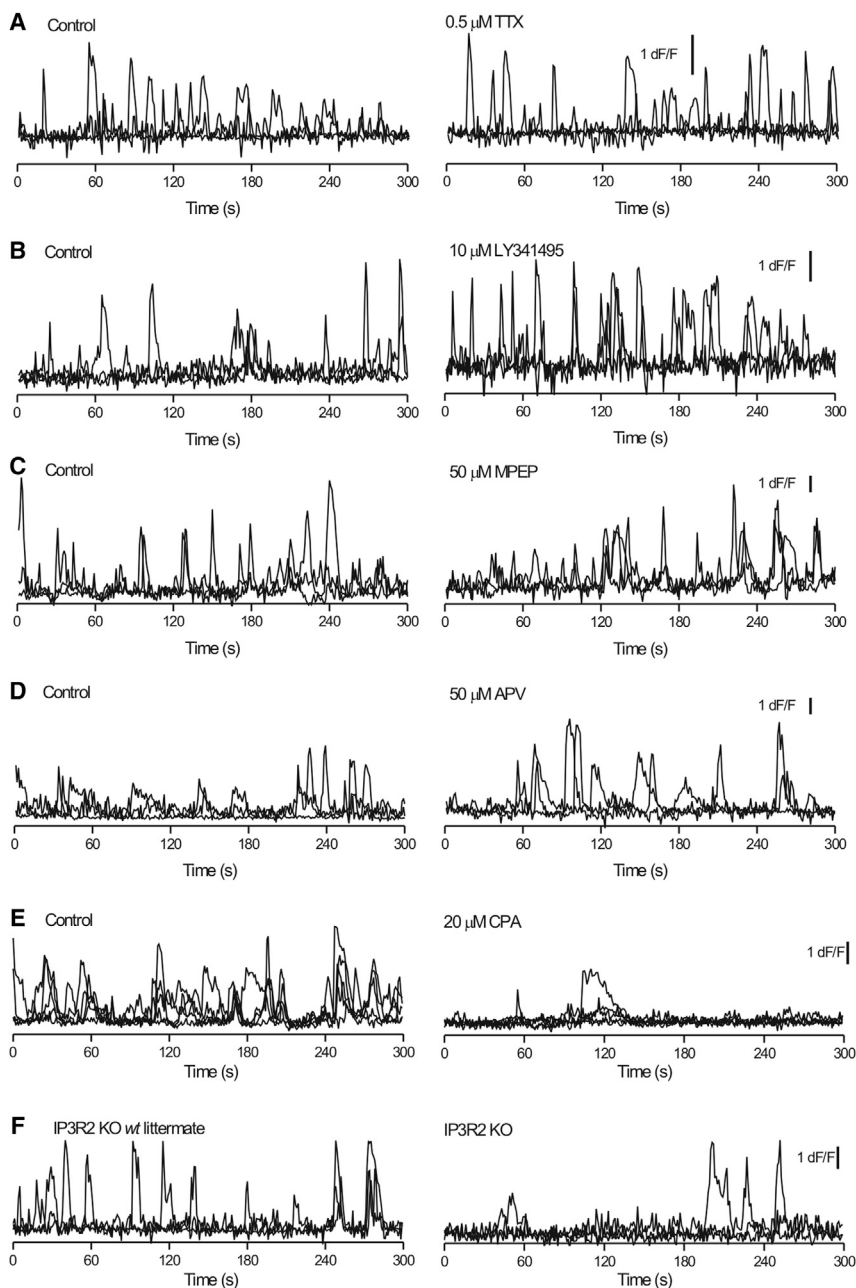 A Control 0.5 μM TTX
1 dF/F
0 60 120 180 240 300 0 60 120 180 240 300
Time (s) Time (s)
B Control 10 μM LY341495
1 dF/F
0 60 120 180 240 300 0 60 120 180 240 300
Time (s) Time (s)
C Control 50 μM MPEP
1 dF/F
0 60 120 180 240 300 0 60 120 180 240 300
Time (s) Time (s)
D Control 50 μM APV
1 dF/F
0 60 120 180 240 300 0 60 120 180 240 300
Time (s) Time (s)
E Control 20 μM CPA
1 dF/F
0 60 120 180 240 300 0 60 120 180 240 300
Time (s) Time (s)
F IP3R2 KO wt littermate IP3R2 KO
1 dF/F
0 60 120 180 240 300 0 60 120 180 240 300
Time (s) Time (s)